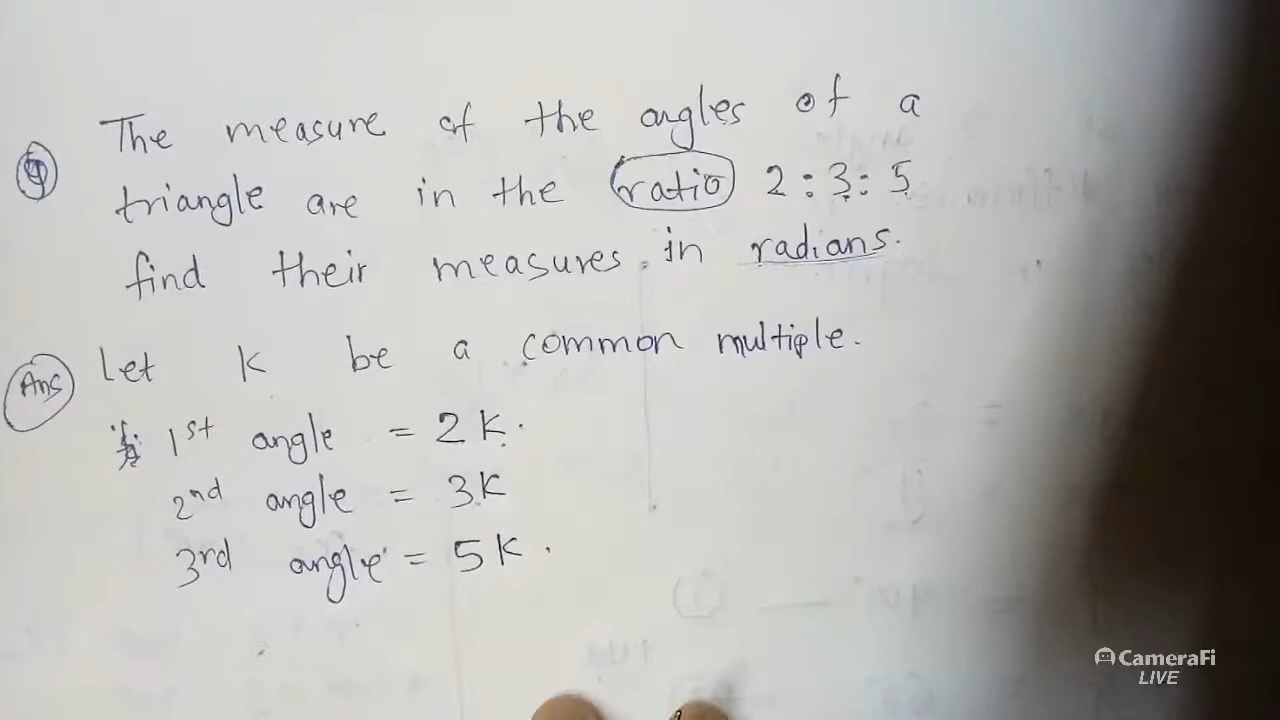 The measure of the angles of a
triangle are in the ratio 2 : 3 : 5
find their measures in radians.
Ans Let K be a common multiple.
1st angle = 2K.
2nd angle = 3K
3rd angle = 5K.
CameraFi
LIVE